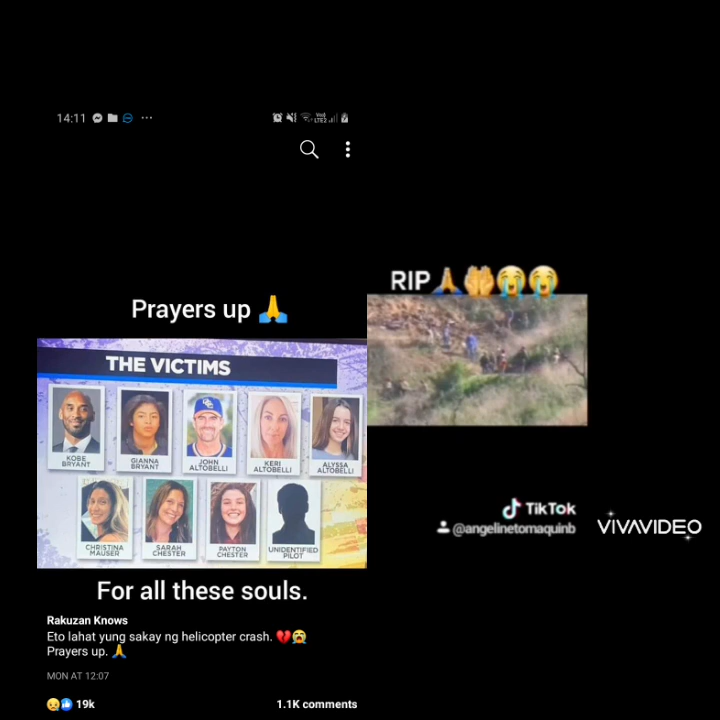 14:11
Prayers up 🙏
THE VICTIMS
KOBE
BRYANT
GIANNA
BRYANT
JOHN
ALTOBELLI
KERI
ALTOBELLI
ALYSSA
ALTOBELLI
CHRISTINA
MAUSER
SARAH
CHESTER
PAYTON
CHESTER
UNIDENTIFIED
PILOT
For all these souls.
Rakuzan Knows
Eto lahat yung sakay ng helicopter crash. 💔😭
Prayers up. 🙏
MON AT 12:07
19k
1.1K comments
RIP🙏🤲😭😭
TikTok
@angelinetomaquinb
VIVAVIDEO